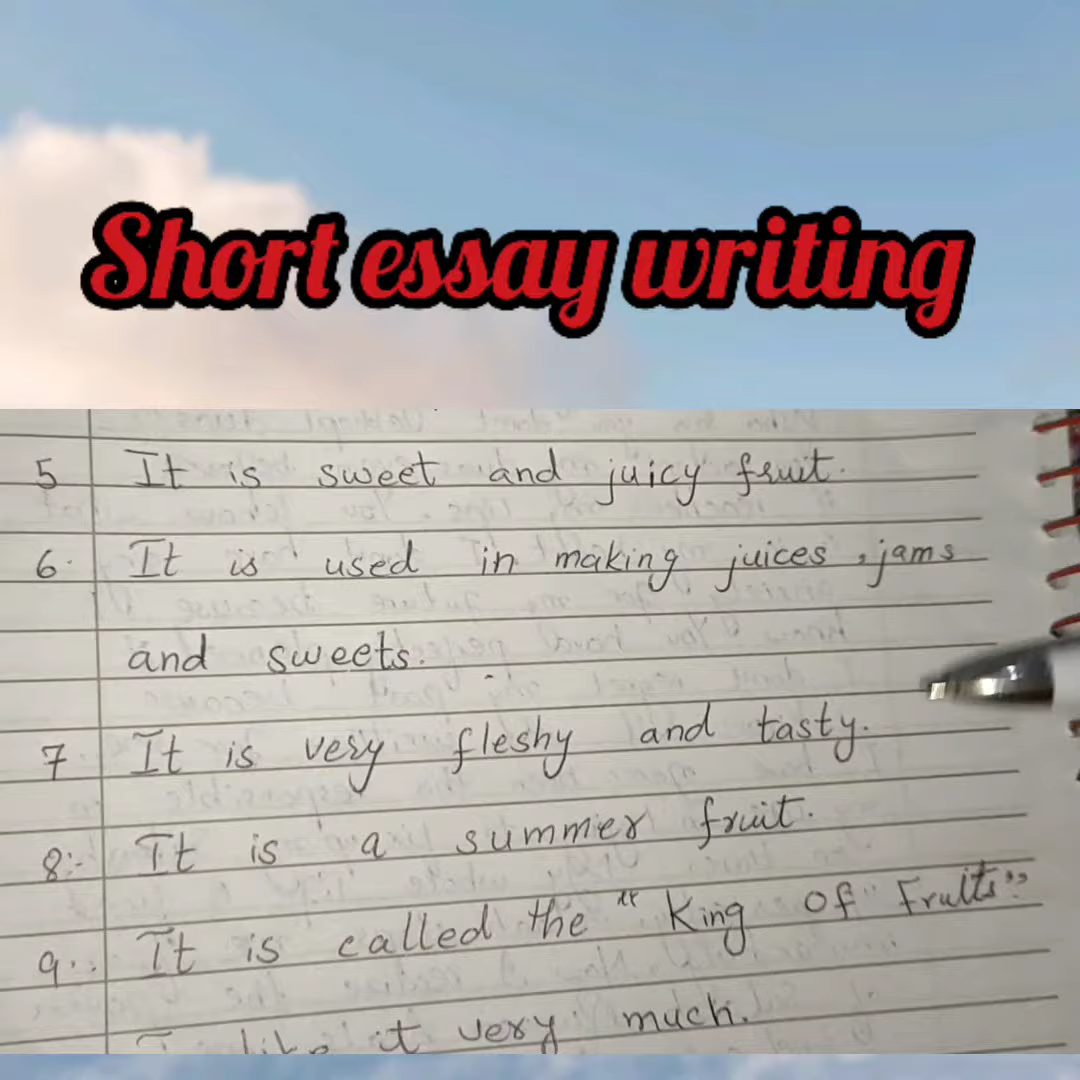 Short essay writing
5 It is sweet and juicy fruit.
6. It is used in making juices, jams
and sweets.
7 It is very fleshy and tasty.
8:- It is a summer fruit.
9.: It is called the "King of "Fruits"
I like it very much.